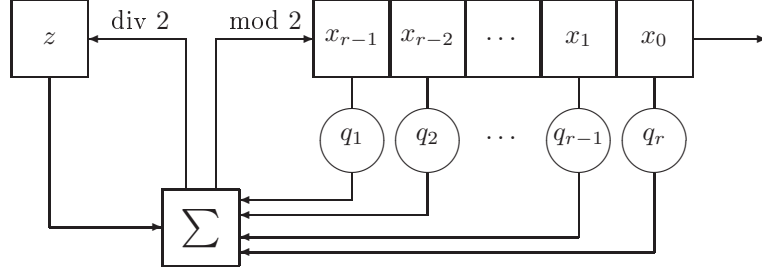 div 2 mod 2
z x_{r-1} x_{r-2} ... x_1 x_0
q_1 q_2 ... q_{r-1} q_r
∑